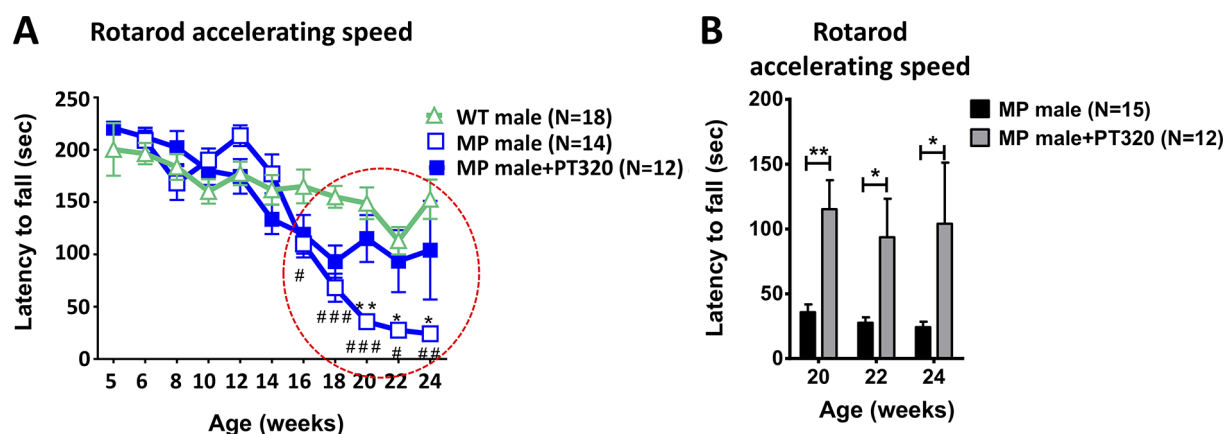 A
Rotarod accelerating speed
Latency to fall (sec)
250
200
150
100
50
0
WT male (N=18)
MP male (N=14)
MP male+PT320 (N=12)
#
###
**
###
*
#
*
##
5 6 8 10 12 14 16 18 20 22 24
Age (weeks)
B
Rotarod
accelerating speed
Latency to fall (sec)
200
150
100
50
0
MP male (N=15)
MP male+PT320 (N=12)
**
*
*
20 22 24
Age (weeks)